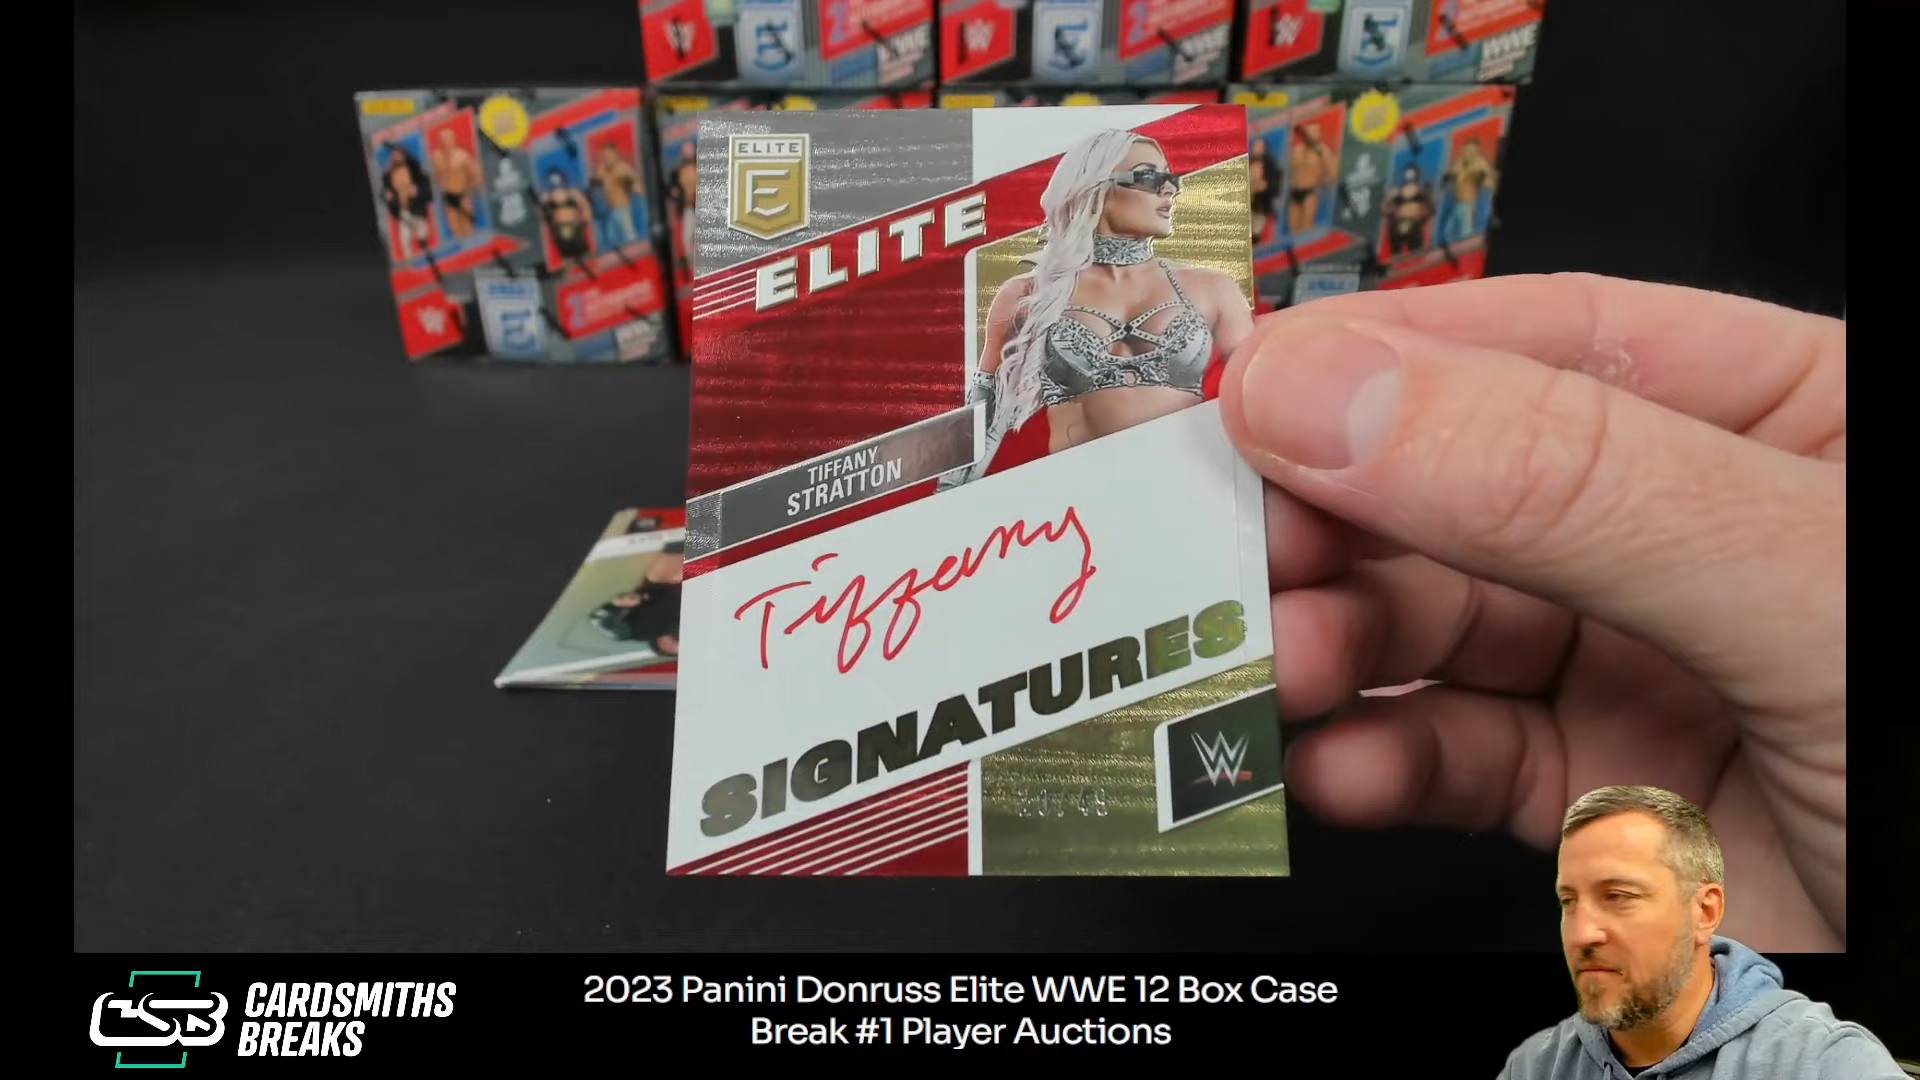 ELITE
E
ELITE
TIFFANY
STRATTON
Tiffany
SIGNATURES
W
CSB
CARDSMITHS
BREAKS
2023 Panini Donruss Elite WWE 12 Box Case
Break #1 Player Auctions